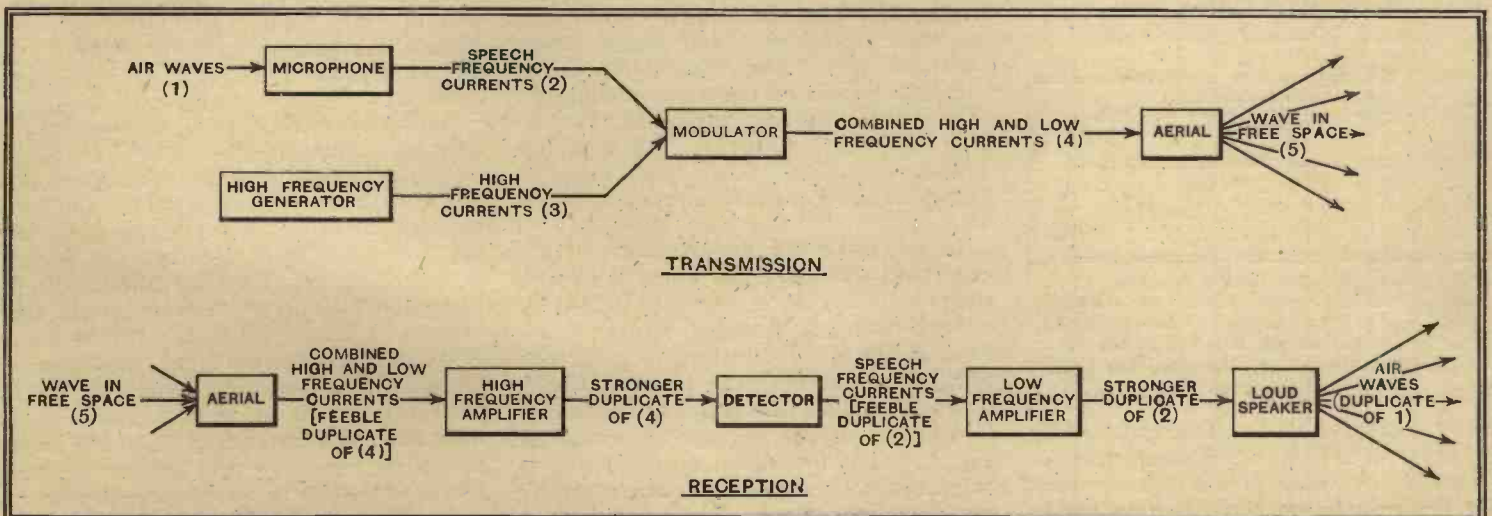 AIR WAVES
(1)
MICROPHONE
SPEECH
FREQUENCY
CURRENTS (2)
HIGH FREQUENCY
GENERATOR
HIGH
FREQUENCY
CURRENTS (3)
MODULATOR
COMBINED HIGH AND LOW
FREQUENCY CURRENTS (4)
AERIAL
WAVE IN
FREE SPACE
(5)
TRANSMISSION
WAVE IN
FREE SPACE
(5)
AERIAL
COMBINED
HIGH AND LOW
FREQUENCY
CURRENTS
[FEEBLE
DUPLICATE
OF (4)]
HIGH
FREQUENCY
AMPLIFIER
STRONGER
DUPLICATE
OF (4)
DETECTOR
SPEECH
FREQUENCY
CURRENTS
[FEEBLE
DUPLICATE
OF (2)]
LOW
FREQUENCY
AMPLIFIER
STRONGER
DUPLICATE
OF (2)
LOUD
SPEAKER
AIR
WAVES
(DUPLICATE
OF 1)
RECEPTION